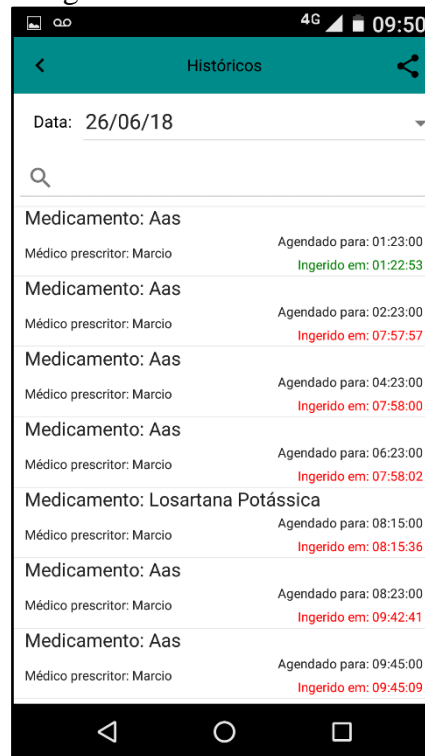 4G 09:50
Históricos
Data: 26/06/18
Medicamento: Aas
Agendado para: 01:23:00
Médico prescritor: Marcio
Ingerido em: 01:22:53
Medicamento: Aas
Agendado para: 02:23:00
Médico prescritor: Marcio
Ingerido em: 07:57:57
Medicamento: Aas
Agendado para: 04:23:00
Médico prescritor: Marcio
Ingerido em: 07:58:00
Medicamento: Aas
Agendado para: 06:23:00
Médico prescritor: Marcio
Ingerido em: 07:58:02
Medicamento: Losartana Potássica
Agendado para: 08:15:00
Médico prescritor: Marcio
Ingerido em: 08:15:36
Medicamento: Aas
Agendado para: 08:23:00
Médico prescritor: Marcio
Ingerido em: 09:42:41
Medicamento: Aas
Agendado para: 09:45:00
Médico prescritor: Marcio
Ingerido em: 09:45:09